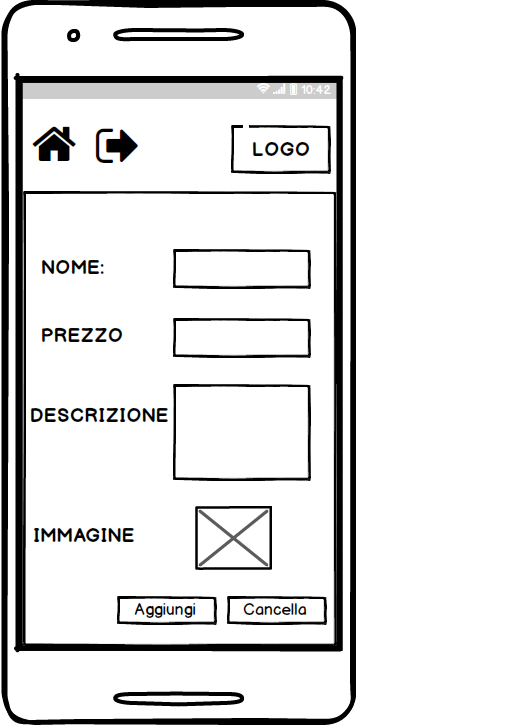 10:42
LOGO
NOME:
PREZZO
DESCRIZIONE
IMMAGINE
Aggiungi Cancella